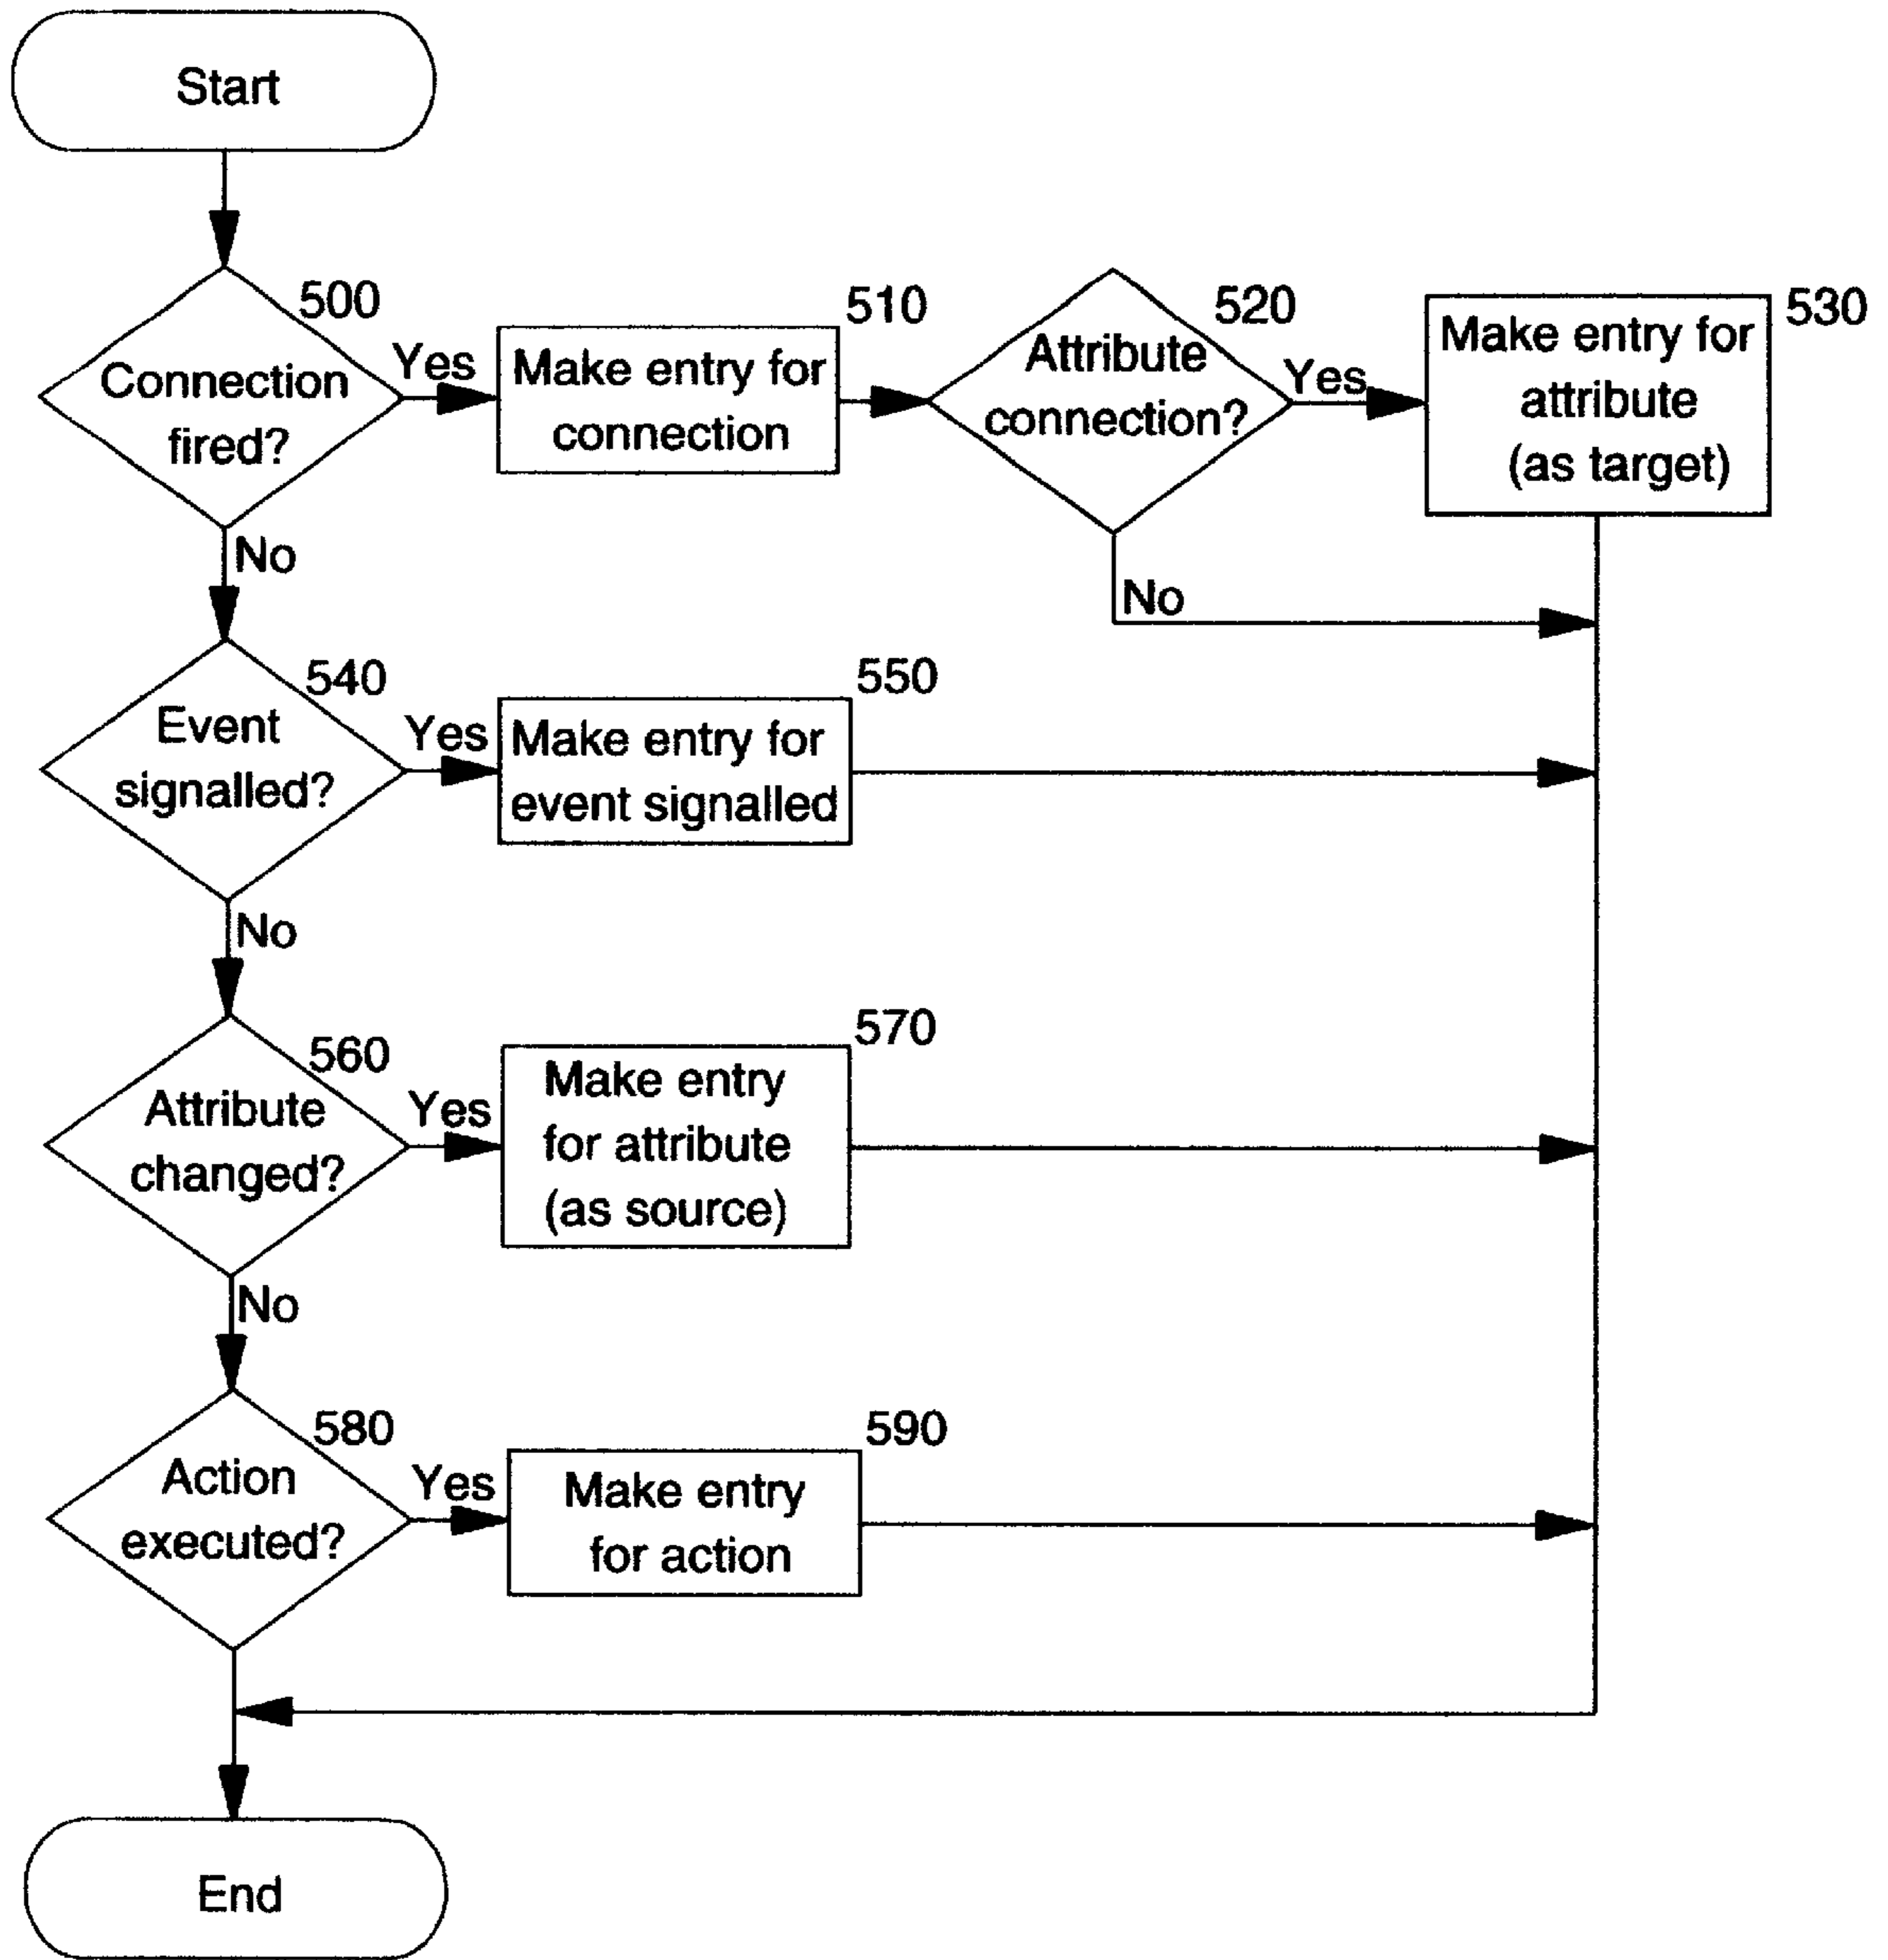 Start
500
Connection
fired?
Yes
510
Make entry for
connection
520
Attribute
connection?
Yes
530
Make entry for
attribute
(as target)
No
No
540
Event
signalled?
Yes
550
Make entry for
event signalled
No
560
Attribute
changed?
Yes
570
Make entry
for attribute
(as source)
No
580
Action
executed?
Yes
590
Make entry
for action
End